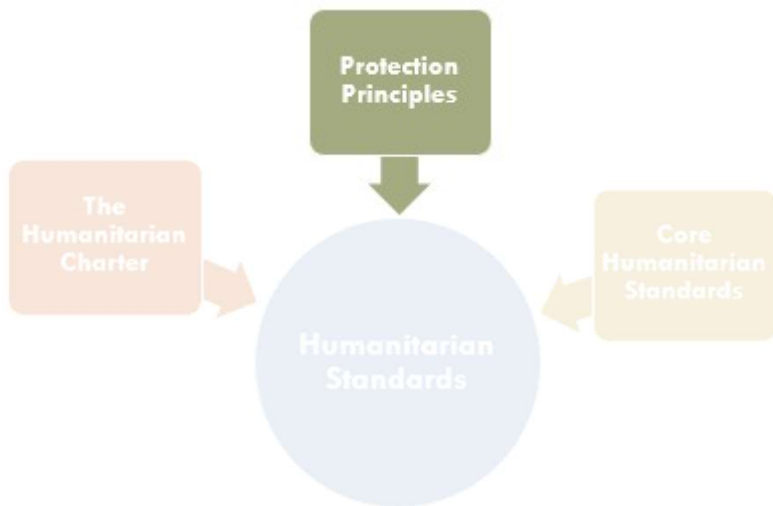 Protection
Principles
The
Humanitarian
Charter
Core
Humanitarian
Standards
Humanitarian
Standards